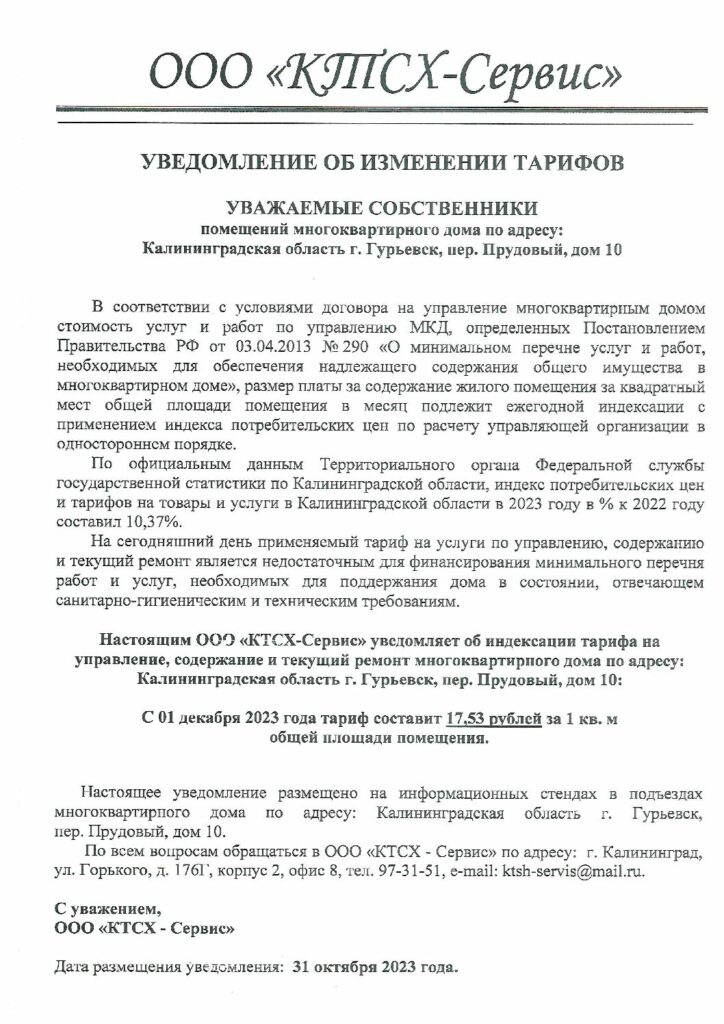 ООО «КТСХ-Сервис»
УВЕДОМЛЕНИЕ ОБ ИЗМЕНЕНИИ ТАРИФОВ
УВАЖАЕМЫЕ СОБСТВЕННИКИ
помещений многоквартирного дома по адресу:
Калининградская область г. Гурьевск, пер. Прудовый, дом 10
В соответствии с условиями договора на управление многоквартирным домом
стоимость услуг и работ по управлению МКД, определенных Постановлением
Правительства РФ от 03.04.2013 № 290 «О минимальном перечне услуг и работ,
необходимых для обеспечения надлежащего содержания общего имущества в
многоквартирном доме», размер платы за содержание жилого помещения за квадратный
мест общей площади помещения в месяц подлежит ежегодной индексации с
применением индекса потребительских цен по расчету управляющей организации в
одностороннем порядке.
По официальным данным Территориального органа Федеральной службы
государственной статистики по Калининградской области, индекс потребительских цен
и тарифов на товары и услуги в Калининградской области в 2023 году в % к 2022 году
составил 10,37%.
На сегодняшний день применяемый тариф на услуги по управлению, содержанию
и текущий ремонт является недостаточным для финансирования минимального перечня
работ и услуг, необходимых для поддержания дома в состоянии, отвечающем
санитарно-гигиеническим и техническим требованиям.
Настоящим ООО «КТСХ-Сервис» уведомляет об индексации тарифа на
управление, содержание и текущий ремонт многоквартирного дома по адресу:
Калининградская область г. Гурьевск, пер. Прудовый, дом 10:
С 01 декабря 2023 года тариф составит 17,53 рублей за 1 кв. м
общей площади помещения.
Настоящее уведомление размещено на информационных стендах в подъездах
многоквартирного дома по адресу: Калининградская область г. Гурьевск,
пер. Прудовый, дом 10.
По всем вопросам обращаться в ООО «КТСХ - Сервис» по адресу: г. Калининград,
ул. Горького, д. 176Г, корпус 2, офис 8, тел. 97-31-51, e-mail: ktsh-servis@mail.ru.
С уважением,
ООО «КТСХ - Сервис»
Дата размещения уведомления: 31 октября 2023 года.